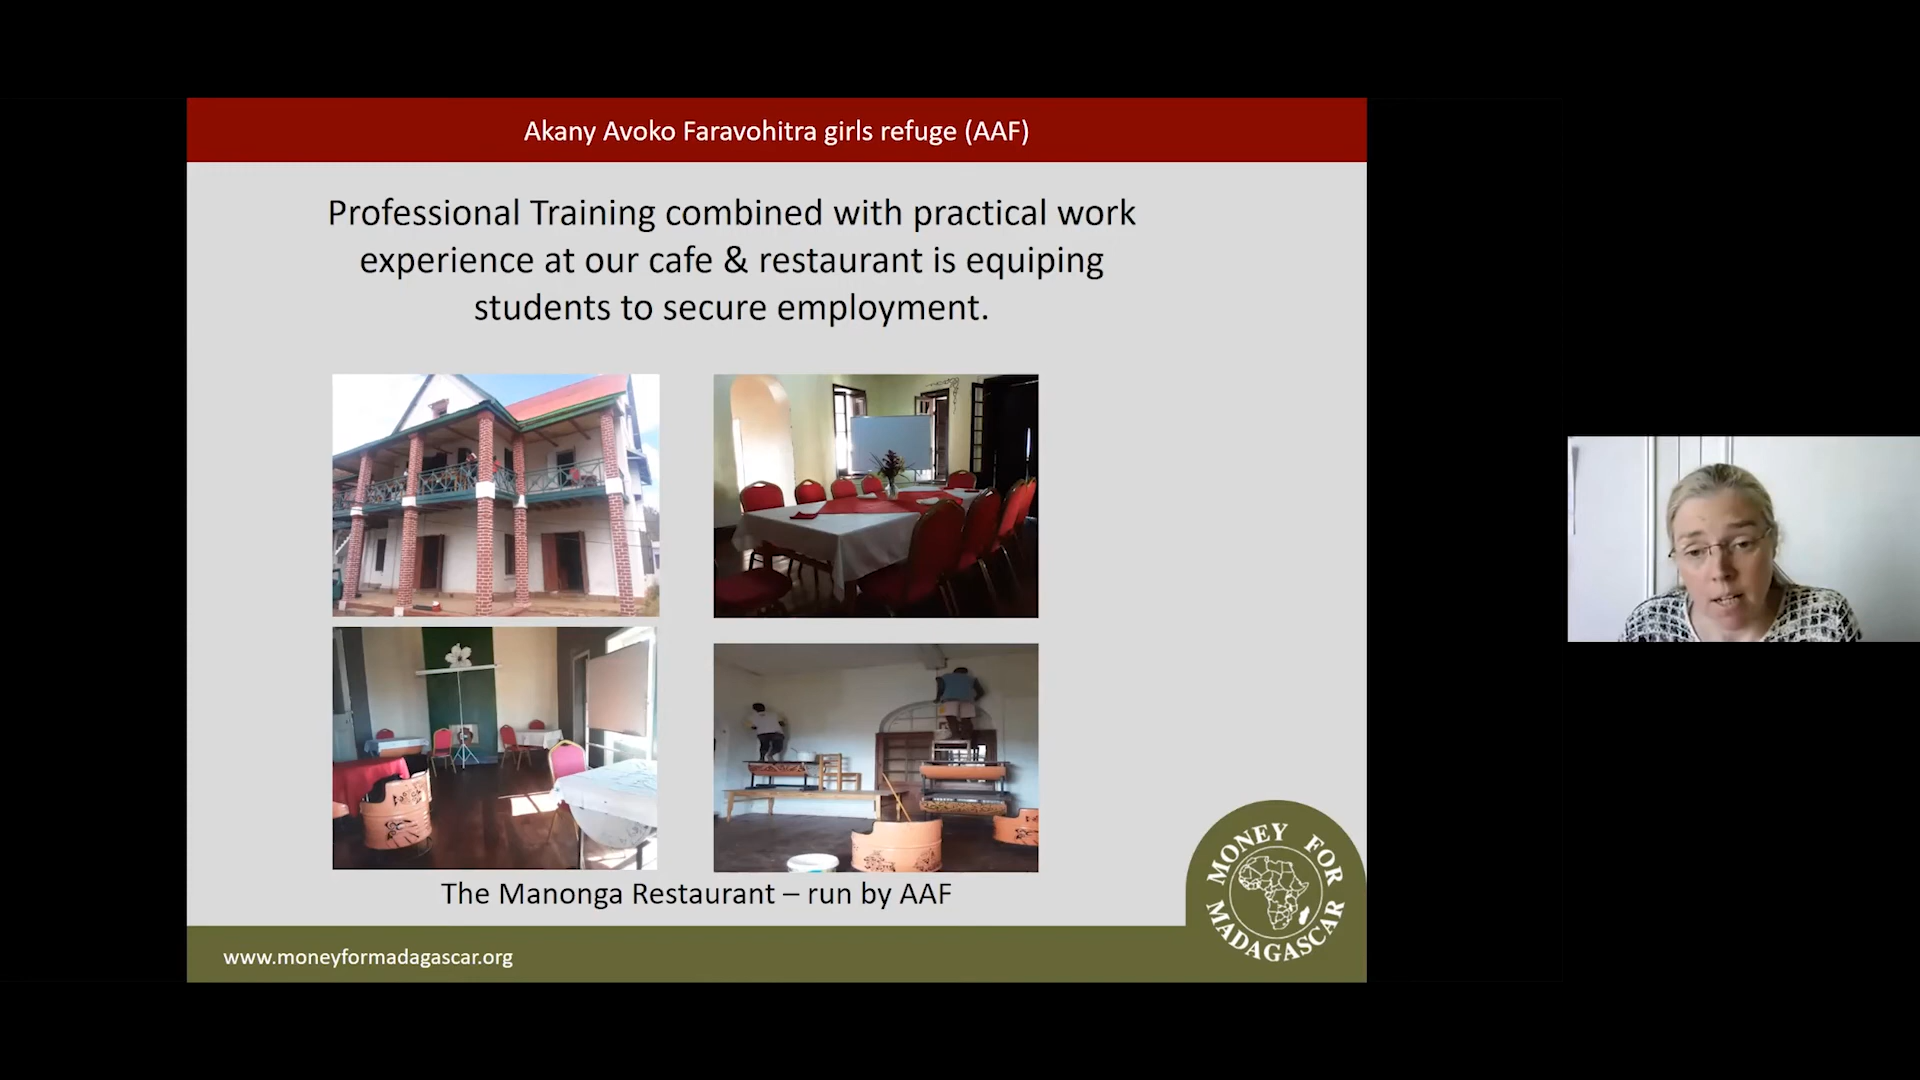 Akany Avoko Faravohitra girls refuge (AAF)
Professional Training combined with practical work
experience at our cafe & restaurant is equiping
students to secure employment.
The Manonga Restaurant – run by AAF
www.moneyformadagascar.org
MONEY FOR
MADAGASCAR